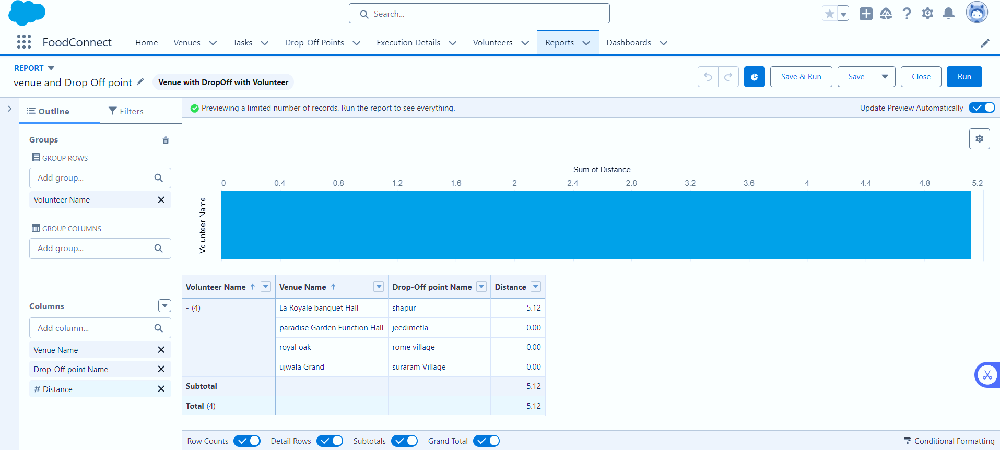 Search...
FoodConnect
Home
Venues
Tasks
Drop-Off Points
Execution Details
Volunteers
Reports
Dashboards
REPORT
venue and Drop Off point
Venue with DropOff with Volunteer
Save & Run
Save
Close
Run
Outline
Filters
Previewing a limited number of records. Run the report to see everything.
Update Preview Automatically
Groups
GROUP ROWS
Add group...
Volunteer Name
GROUP COLUMNS
Add group...
Columns
Add column...
Venue Name
Drop-Off point Name
# Distance
Sum of Distance
0 0.4 0.8 1.2 1.6 2 2.4 2.8 3.2 3.6 4 4.4 4.8 5.2
Volunteer Name
-
Volunteer Name Venue Name Drop-Off point Name Distance
- (4) La Royale banquet Hall shapur 5.12
paradise Garden Function Hall jeedimetla 0.00
royal oak rome village 0.00
ujwala Grand suraram Village 0.00
Subtotal 5.12
Total (4) 5.12
Row Counts
Detail Rows
Subtotals
Grand Total
Conditional Formatting